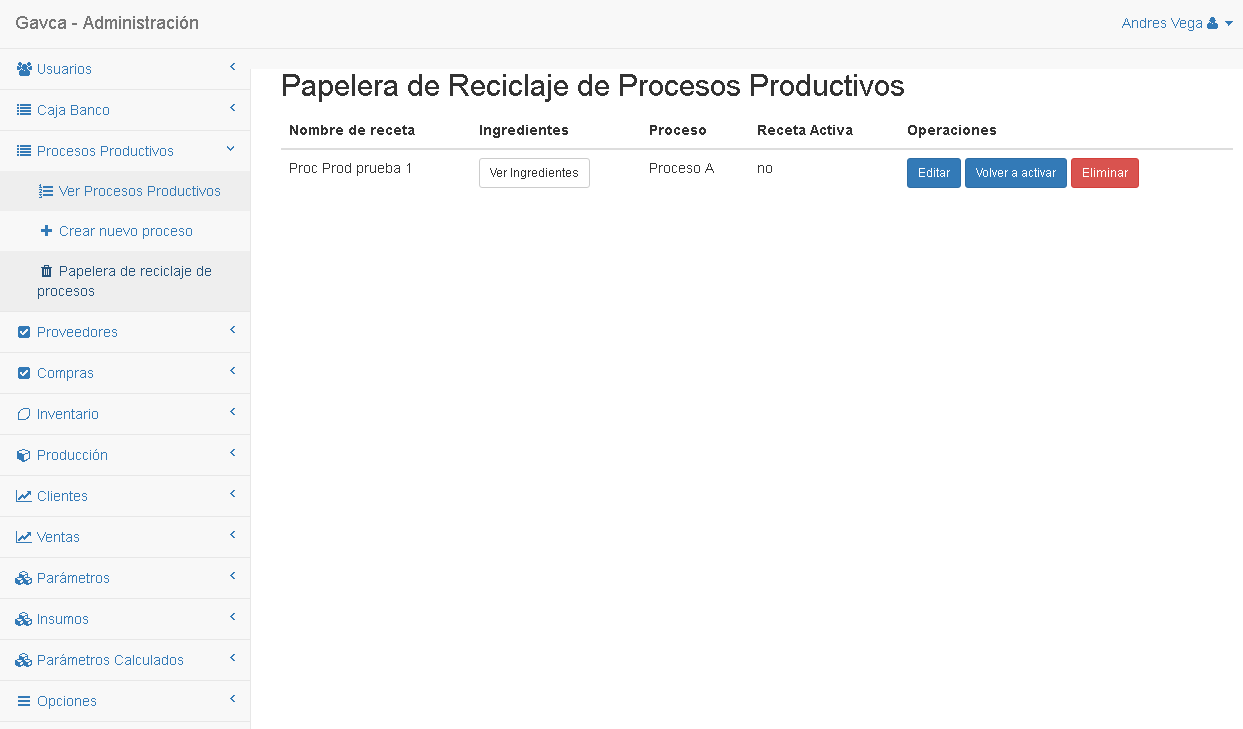 Gavca - Administración
Andres Vega
Usuarios
Caja Banco
Procesos Productivos
Ver Procesos Productivos
Crear nuevo proceso
Papelera de reciclaje de
procesos
Proveedores
Compras
Inventario
Producción
Clientes
Ventas
Parámetros
Insumos
Parámetros Calculados
Opciones
Papelera de Reciclaje de Procesos Productivos
Nombre de receta Ingredientes Proceso Receta Activa Operaciones
Proc Prod prueba 1 Ver Ingredientes Proceso A no Editar Volver a activar Eliminar